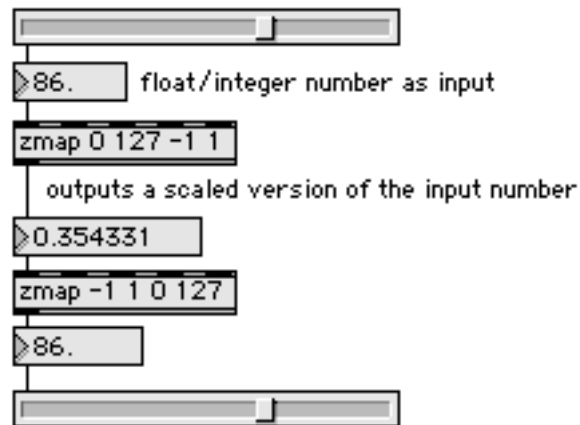 86.
float/integer number as input
zmap 0 127 -1 1
outputs a scaled version of the input number
0.354331
zmap -1 1 0 127
86.